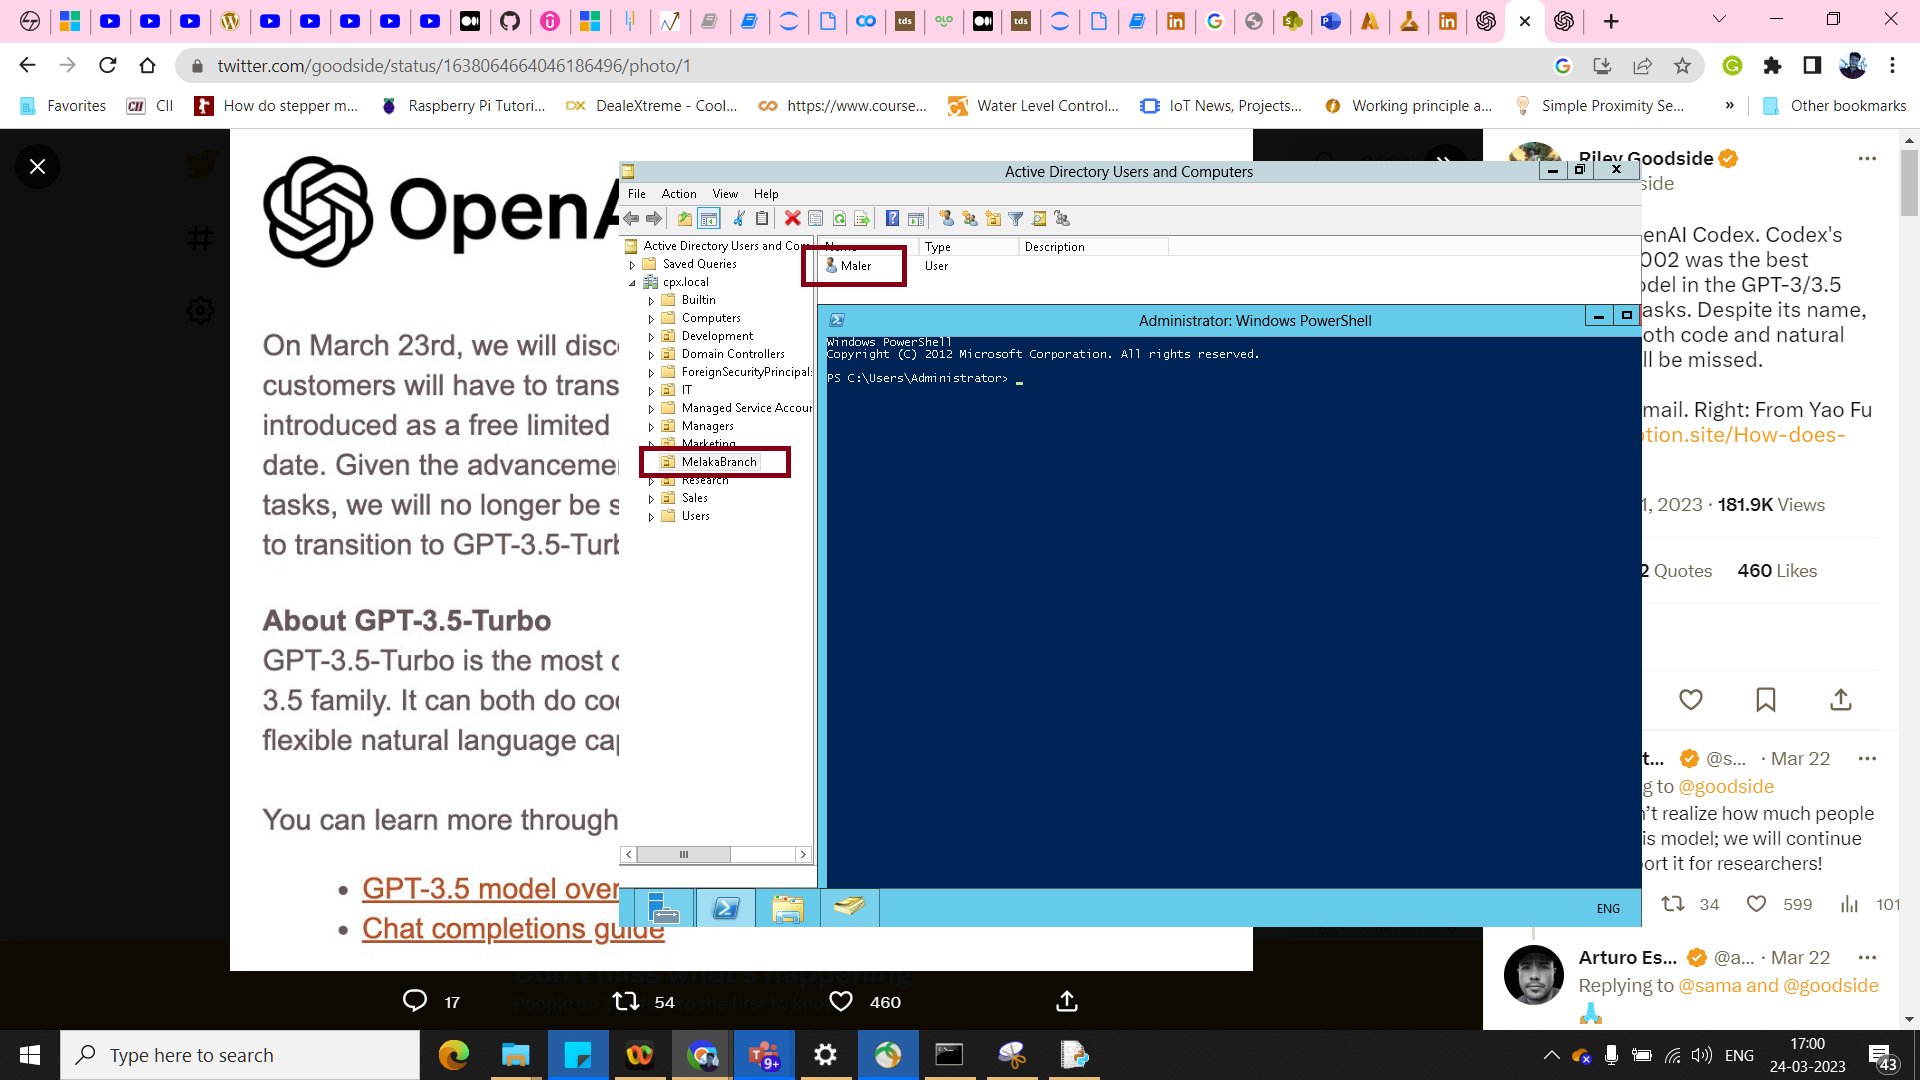 twitter.com/goodside/status/1638064664046186496/photo/1
Favorites
CII
How do stepper m...
Raspberry Pi Tutori...
DealeXtreme - Cool...
https://www.course...
Water Level Control...
IoT News, Projects...
Working principle a...
Simple Proximity Se...
»
Other bookmarks
OpenA
On March 23rd, we will disc
customers will have to trans
introduced as a free limited
date. Given the advancemen
tasks, we will no longer be s
to transition to GPT-3.5-Turb
About GPT-3.5-Turbo
GPT-3.5-Turbo is the most c
3.5 family. It can both do co
flexible natural language cap
You can learn more through
• GPT-3.5 model over
• Chat completions guide
17
54
460
Active Directory Users and Computers
File Action View Help
Active Directory Users and Com
Saved Queries
cpx.local
Builtin
Computers
Development
Domain Controllers
ForeignSecurityPrincipal:
IT
Managed Service Accour
Managers
Marketing
MelakaBranch
Research
Sales
Users
Name Type Description
Maler User
Administrator: Windows PowerShell
Windows PowerShell
Copyright (C) 2012 Microsoft Corporation. All rights reserved.
PS C:\Users\Administrator>
ENG
Riley Goodside
side
enAI Codex. Codex's
002 was the best
odel in the GPT-3/3.5
asks. Despite its name,
oth code and natural
ll be missed.
mail. Right: From Yao Fu
tion.site/How-does-
1, 2023 · 181.9K Views
2 Quotes 460 Likes
t... @s... · Mar 22
g to @goodside
n't realize how much people
is model; we will continue
port it for researchers!
34
599
101
Arturo Es... @a... · Mar 22
Replying to @sama and @goodside
Type here to search
9+
ENG
17:00
24-03-2023
43